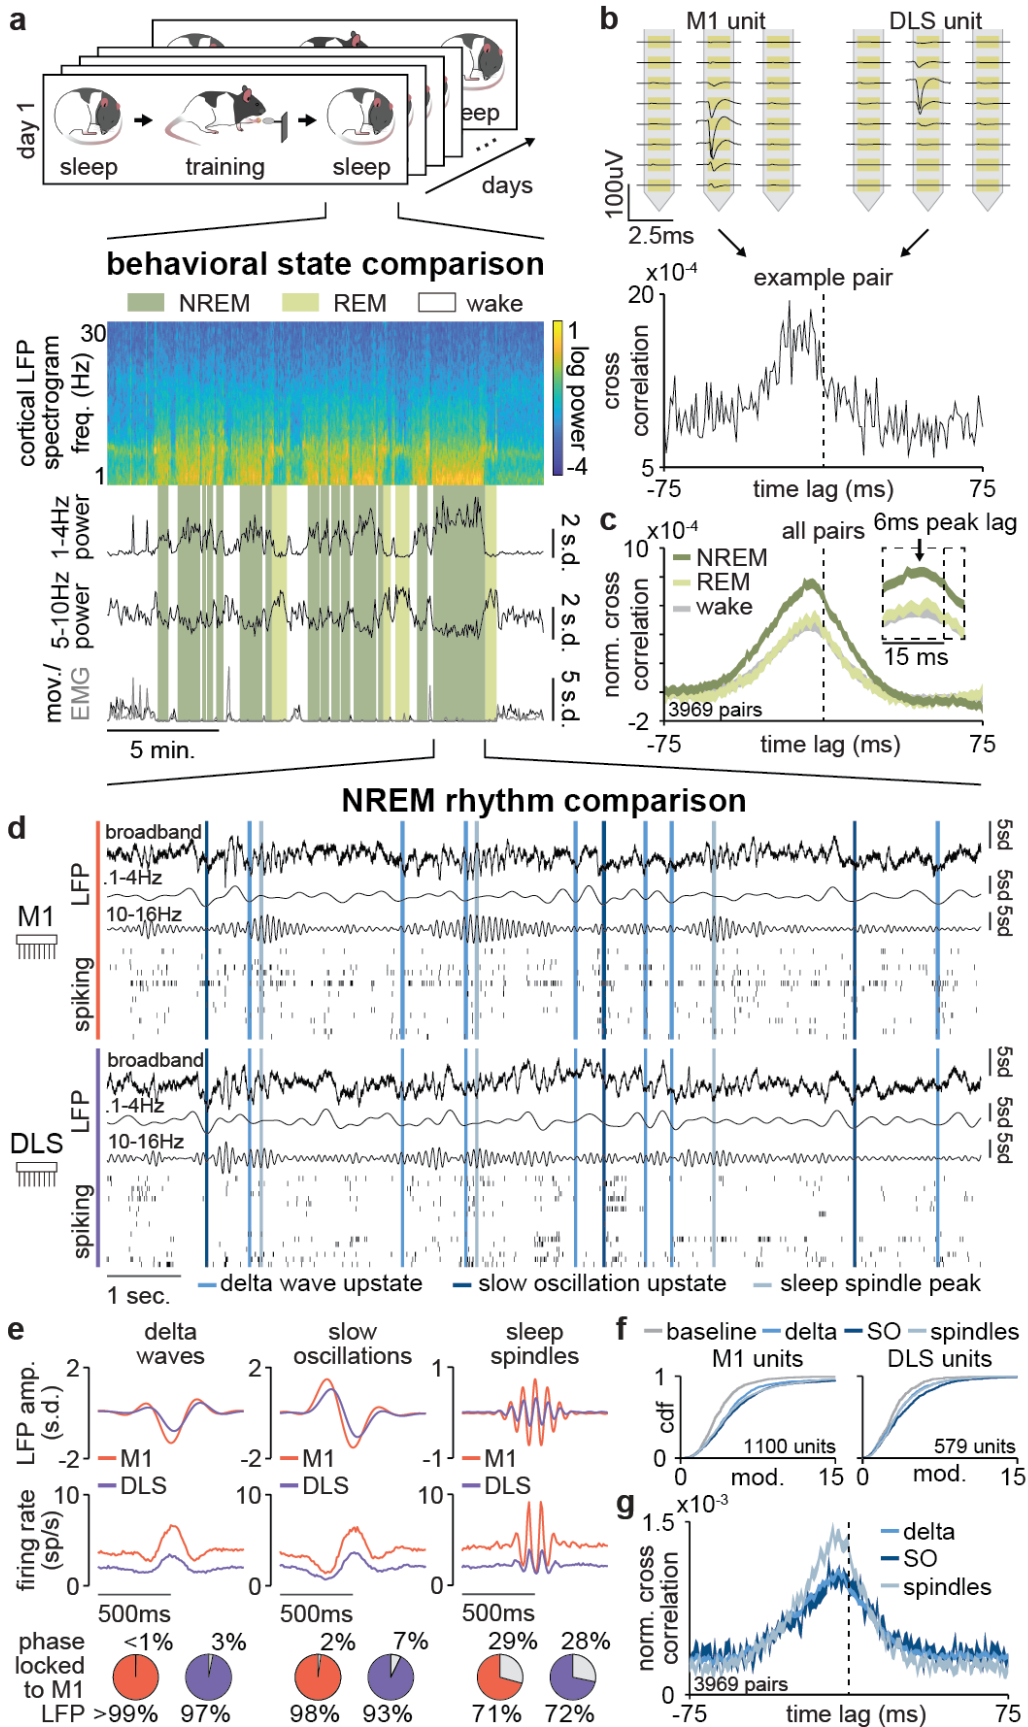 a
day 1
sleep
training
sleep
eep
...
days
behavioral state comparison
NREM
REM
wake
30
1
cortical LFP
spectrogram
freq. (Hz)
1
log power
-4
1-4Hz
power
2 s.d.
5-10Hz
power
2 s.d.
mov./
EMG
5 s.d.
5 min.
b
M1 unit
DLS unit
100uV
2.5ms
x10-4
example pair
20
5
cross
correlation
-75
time lag (ms)
75
c
x10-4
all pairs
6ms peak lag
10
NREM
REM
wake
15 ms
norm. cross
correlation
-2
3969 pairs
-75
time lag (ms)
75
NREM rhythm comparison
d
M1
LFP
broadband
5sd
.1-4Hz
5sd
10-16Hz
5sd
spiking
DLS
LFP
broadband
5sd
.1-4Hz
5sd
10-16Hz
5sd
spiking
1 sec.
delta wave upstate
slow oscillation upstate
sleep spindle peak
e
delta
waves
slow
oscillations
sleep
spindles
LFP amp.
(s.d.)
2
-2
2
-2
1
-1
M1
DLS
M1
DLS
M1
DLS
firing rate
(sp/s)
10
0
10
0
10
0
500ms
500ms
500ms
phase
locked
to M1
LFP
<1%
3%
2%
7%
29%
28%
>99%
97%
98%
93%
71%
72%
f
baseline
delta
SO
spindles
M1 units
DLS units
cdf
1
0
1100 units
579 units
0
mod.
15
0
mod.
15
g
x10-3
1.5
delta
SO
spindles
norm. cross
correlation
0
3969 pairs
-75
time lag (ms)
75